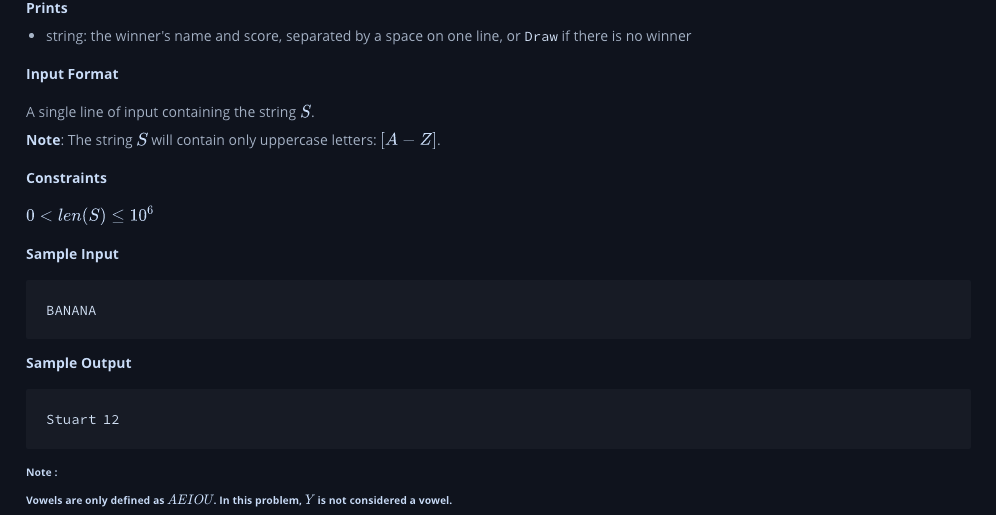 Prints
• string: the winner's name and score, separated by a space on one line, or Draw if there is no winner
Input Format
A single line of input containing the string S.
Note: The string S will contain only uppercase letters: [A − Z].
Constraints
0 < len(S) ≤ 10⁶
Sample Input
BANANA
Sample Output
Stuart 12
Note :
Vowels are only defined as AEIOU. In this problem, Y is not considered a vowel.